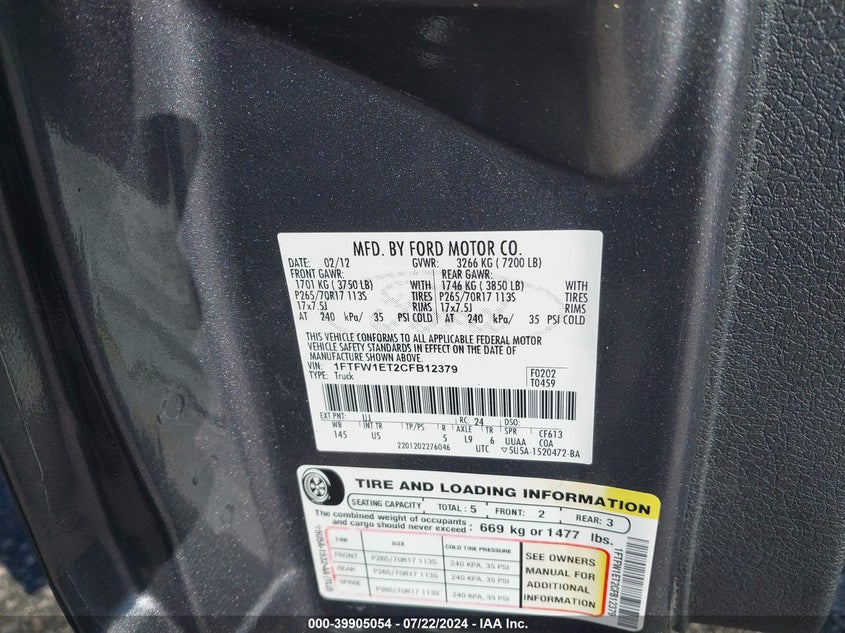 MFD. BY FORD MOTOR CO.
DATE: 02/12 GVWR: 3266 KG ( 7200 LB)
FRONT GAWR: REAR GAWR:
1701 KG ( 3750 LB) WITH 1746 KG ( 3850 LB) WITH
P265/70R17 113S TIRES P265/70R17 113S TIRES
17x7.5J RIMS 17x7.5J RIMS
AT 240 kPa/ 35 PSI COLD AT 240 kPa/ 35 PSI COLD
THIS VEHICLE CONFORMS TO ALL APPLICABLE FEDERAL MOTOR
VEHICLE SAFETY STANDARDS IN EFFECT ON THE DATE OF
MANUFACTURE SHOWN ABOVE.
VIN: 1FTFW1ET2CFB12379 F0202
TYPE: Truck T0459
EXT PNT: UJ RC: 24 DSO:
WB INT TR TP/PS R AXLE TR SPR CF613
145 US 5 L9 6 UUAA COA
2201202276046 UTC ▽5U5A-1520472-BA
TIRE AND LOADING INFORMATION
SEATING CAPACITY TOTAL: 5 FRONT: 2 REAR: 3
The combined weight of occupants
and cargo should never exceed : 669 kg or 1477 lbs.
TIRE SIZE COLD TIRE PRESSURE
FRONT P265/70R17 113S 240 KPA, 35 PSI
REAR P265/70R17 113S 240 KPA, 35 PSI
SPARE P265/70R17 113S 240 KPA, 35 PSI
SEE OWNERS
MANUAL FOR
ADDITIONAL
INFORMATION
1FTFW1ET2CFB12379
000-39905054 - 07/22/2024 - IAA Inc.